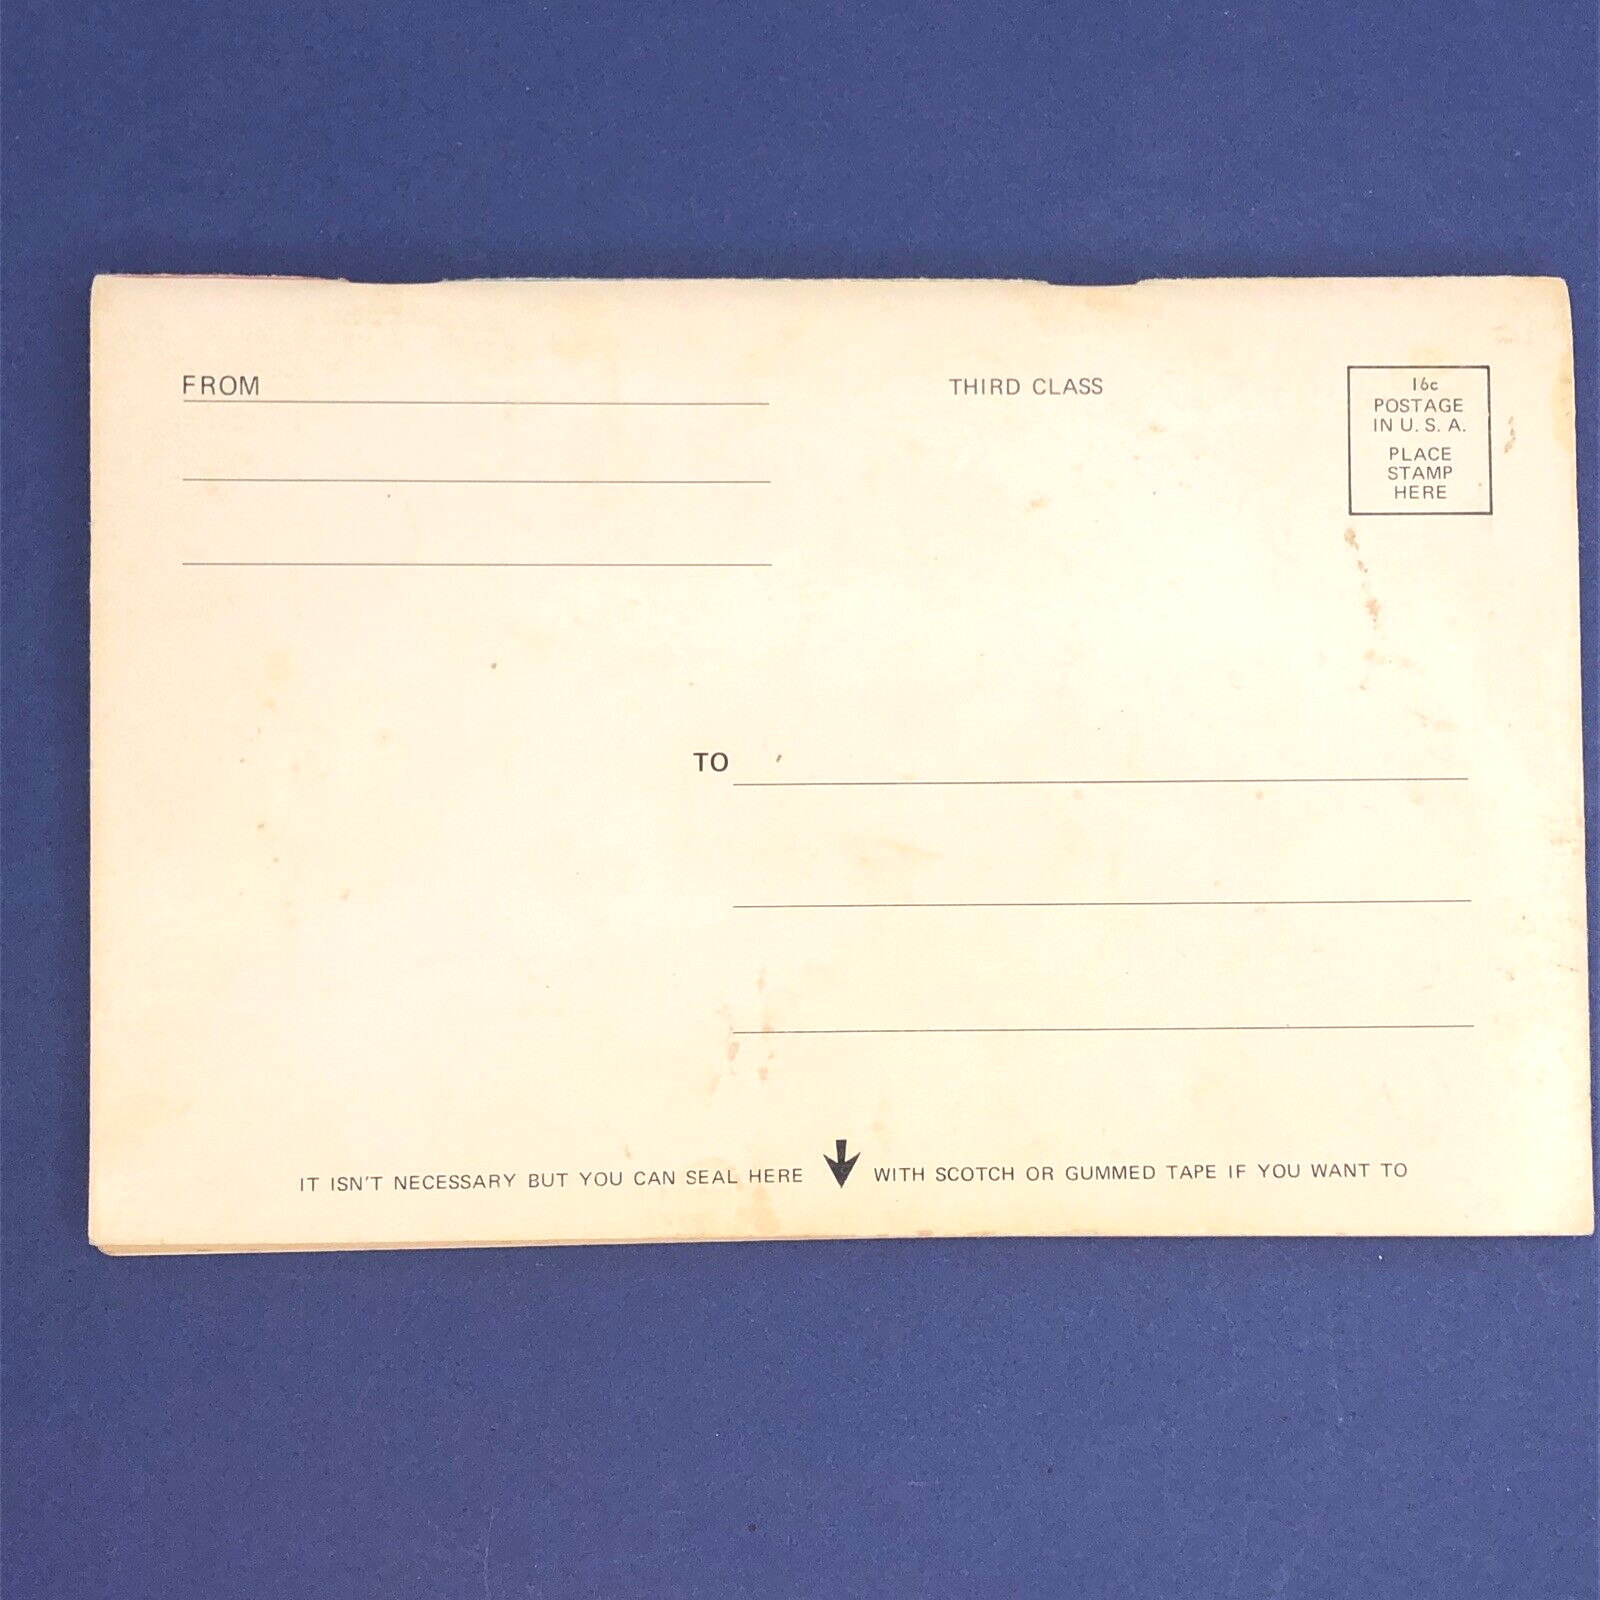 FROM
THIRD CLASS
16c
POSTAGE
IN U. S. A.
PLACE
STAMP
HERE
TO
IT ISN'T NECESSARY BUT YOU CAN SEAL HERE WITH SCOTCH OR GUMMED TAPE IF YOU WANT TO